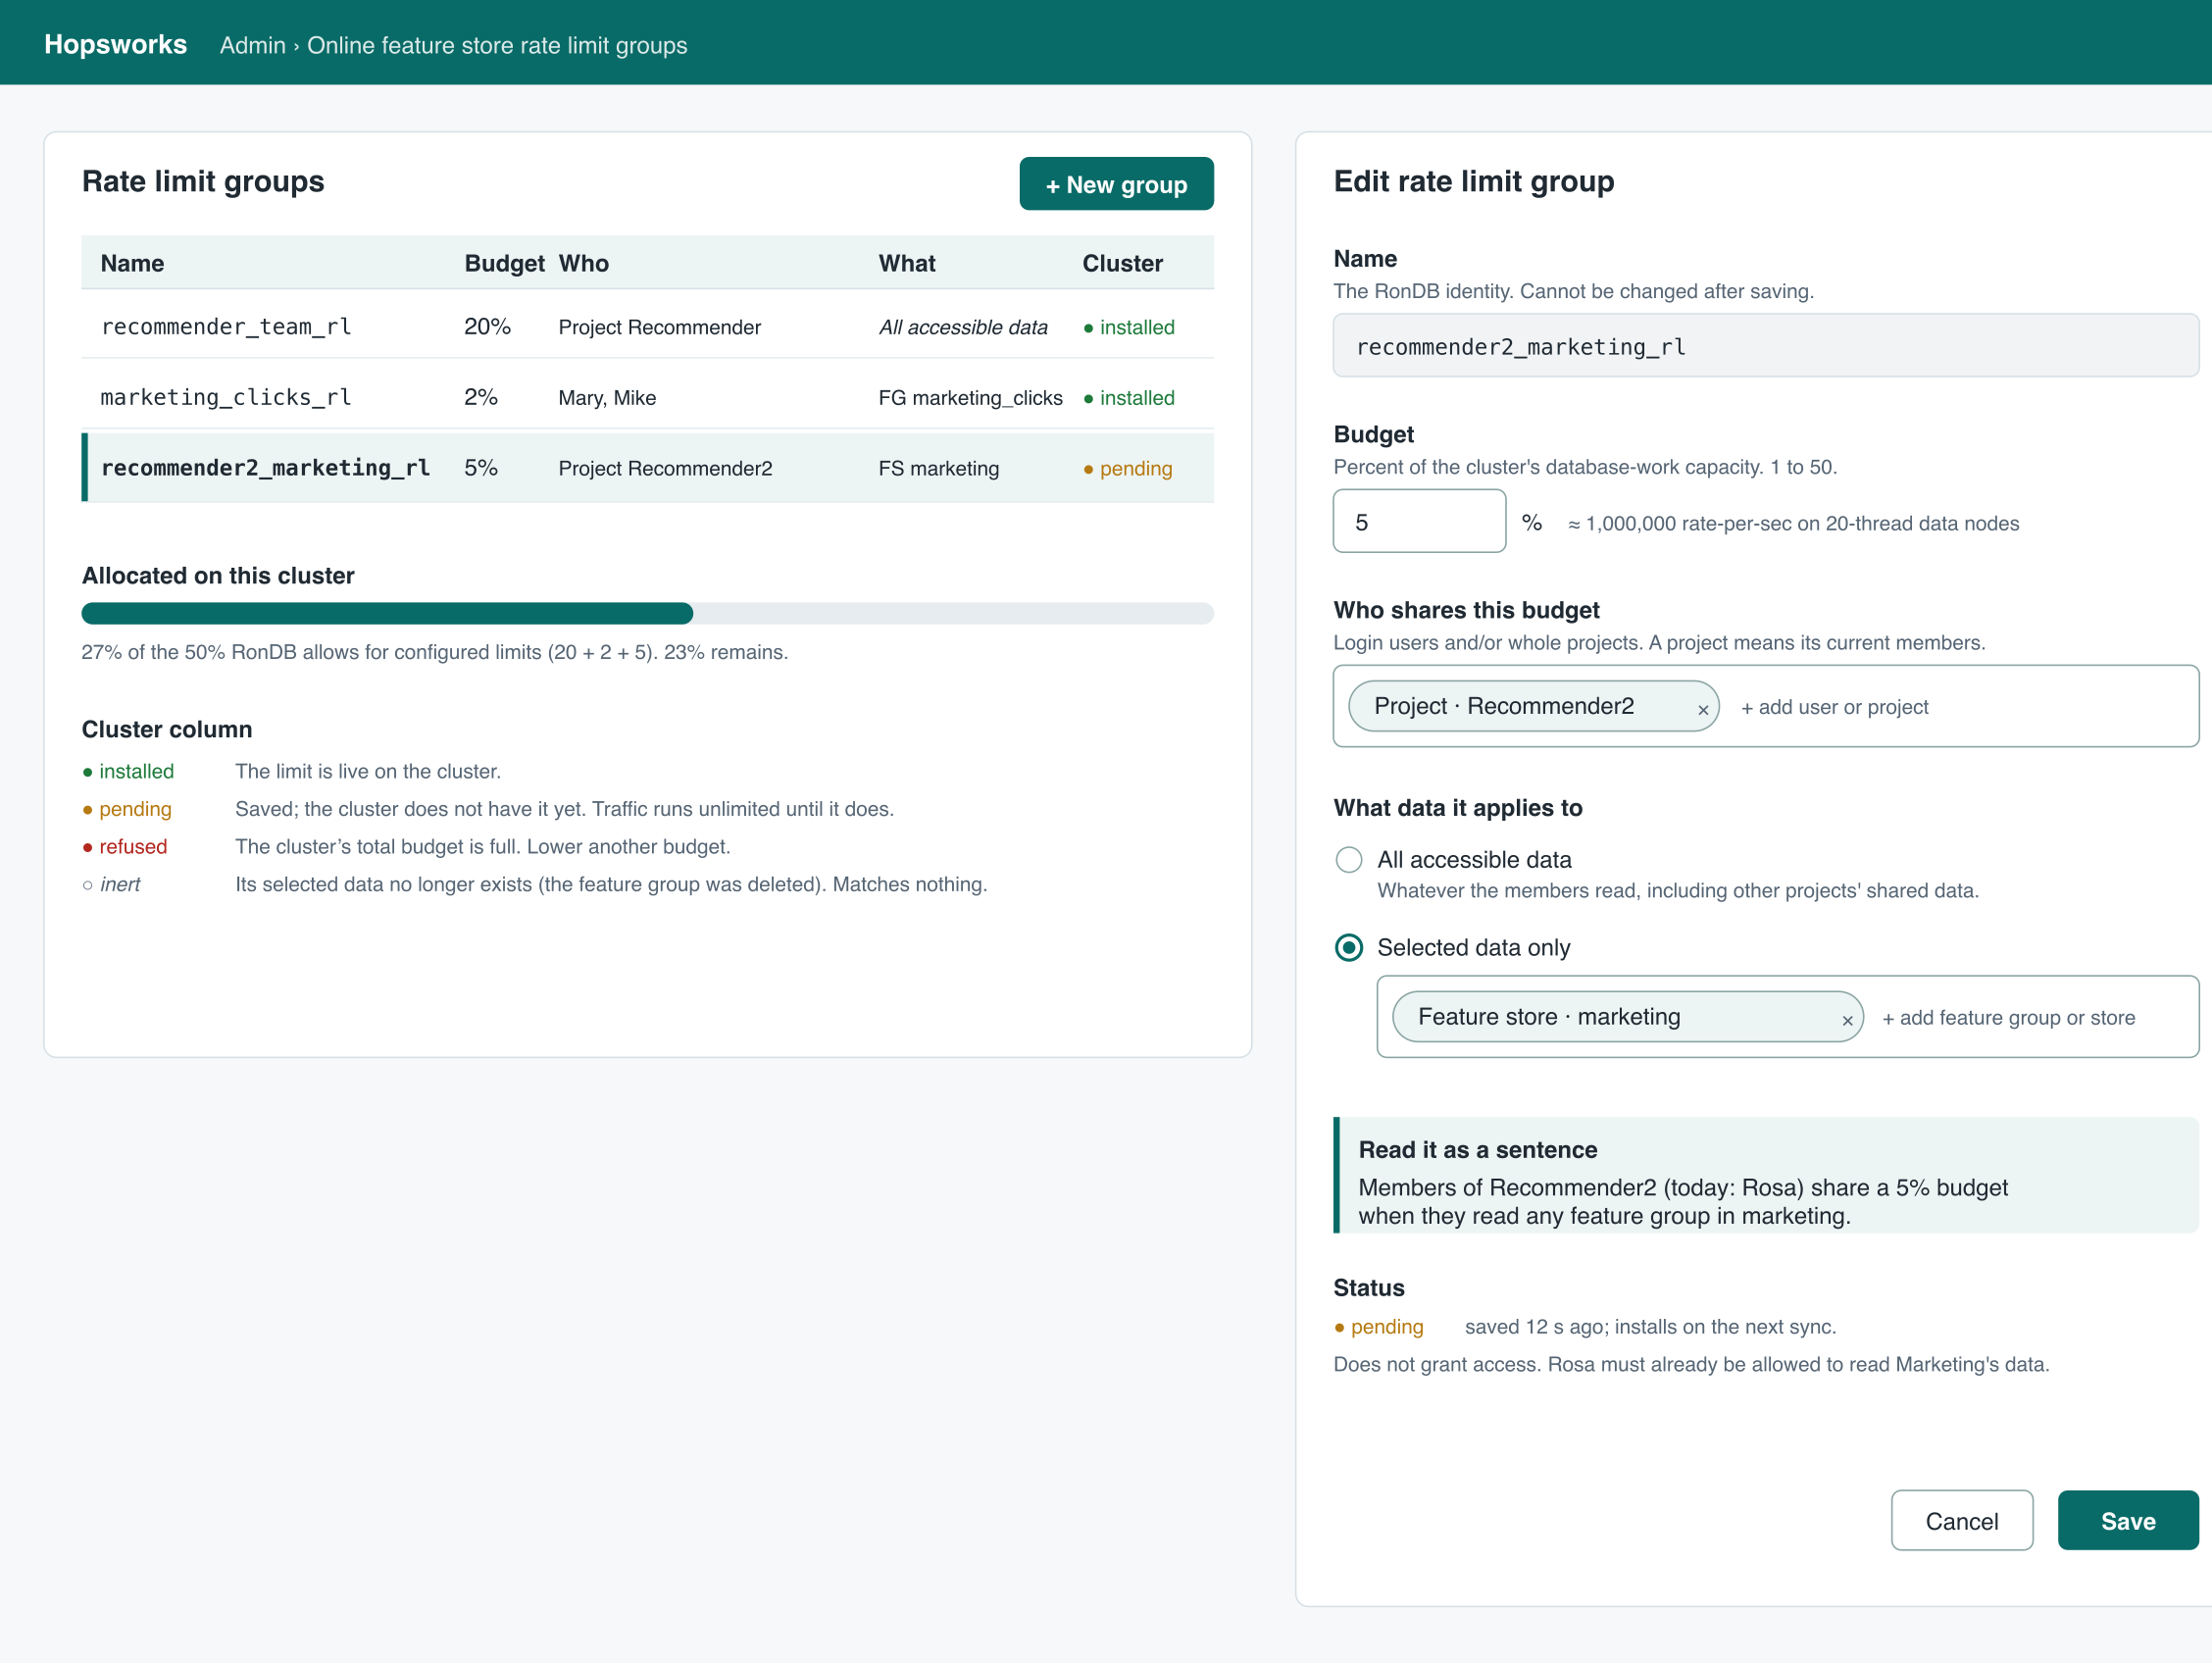 Hopsworks Admin › Online feature store rate limit groups
Rate limit groups
+ New group
Name Budget Who What Cluster
recommender_team_rl 20% Project Recommender All accessible data ● installed
marketing_clicks_rl 2% Mary, Mike FG marketing_clicks ● installed
recommender2_marketing_rl 5% Project Recommender2 FS marketing ● pending
Allocated on this cluster
27% of the 50% RonDB allows for configured limits (20 + 2 + 5). 23% remains.
Cluster column
● installed The limit is live on the cluster.
● pending Saved; the cluster does not have it yet. Traffic runs unlimited until it does.
● refused The cluster’s total budget is full. Lower another budget.
○ inert Its selected data no longer exists (the feature group was deleted). Matches nothing.
Edit rate limit group
Name
The RonDB identity. Cannot be changed after saving.
recommender2_marketing_rl
Budget
Percent of the cluster's database-work capacity. 1 to 50.
5 % ≈ 1,000,000 rate-per-sec on 20-thread data nodes
Who shares this budget
Login users and/or whole projects. A project means its current members.
Project · Recommender2 × + add user or project
What data it applies to
All accessible data
Whatever the members read, including other projects' shared data.
Selected data only
Feature store · marketing × + add feature group or store
Read it as a sentence
Members of Recommender2 (today: Rosa) share a 5% budget
when they read any feature group in marketing.
Status
● pending saved 12 s ago; installs on the next sync.
Does not grant access. Rosa must already be allowed to read Marketing's data.
Cancel Save